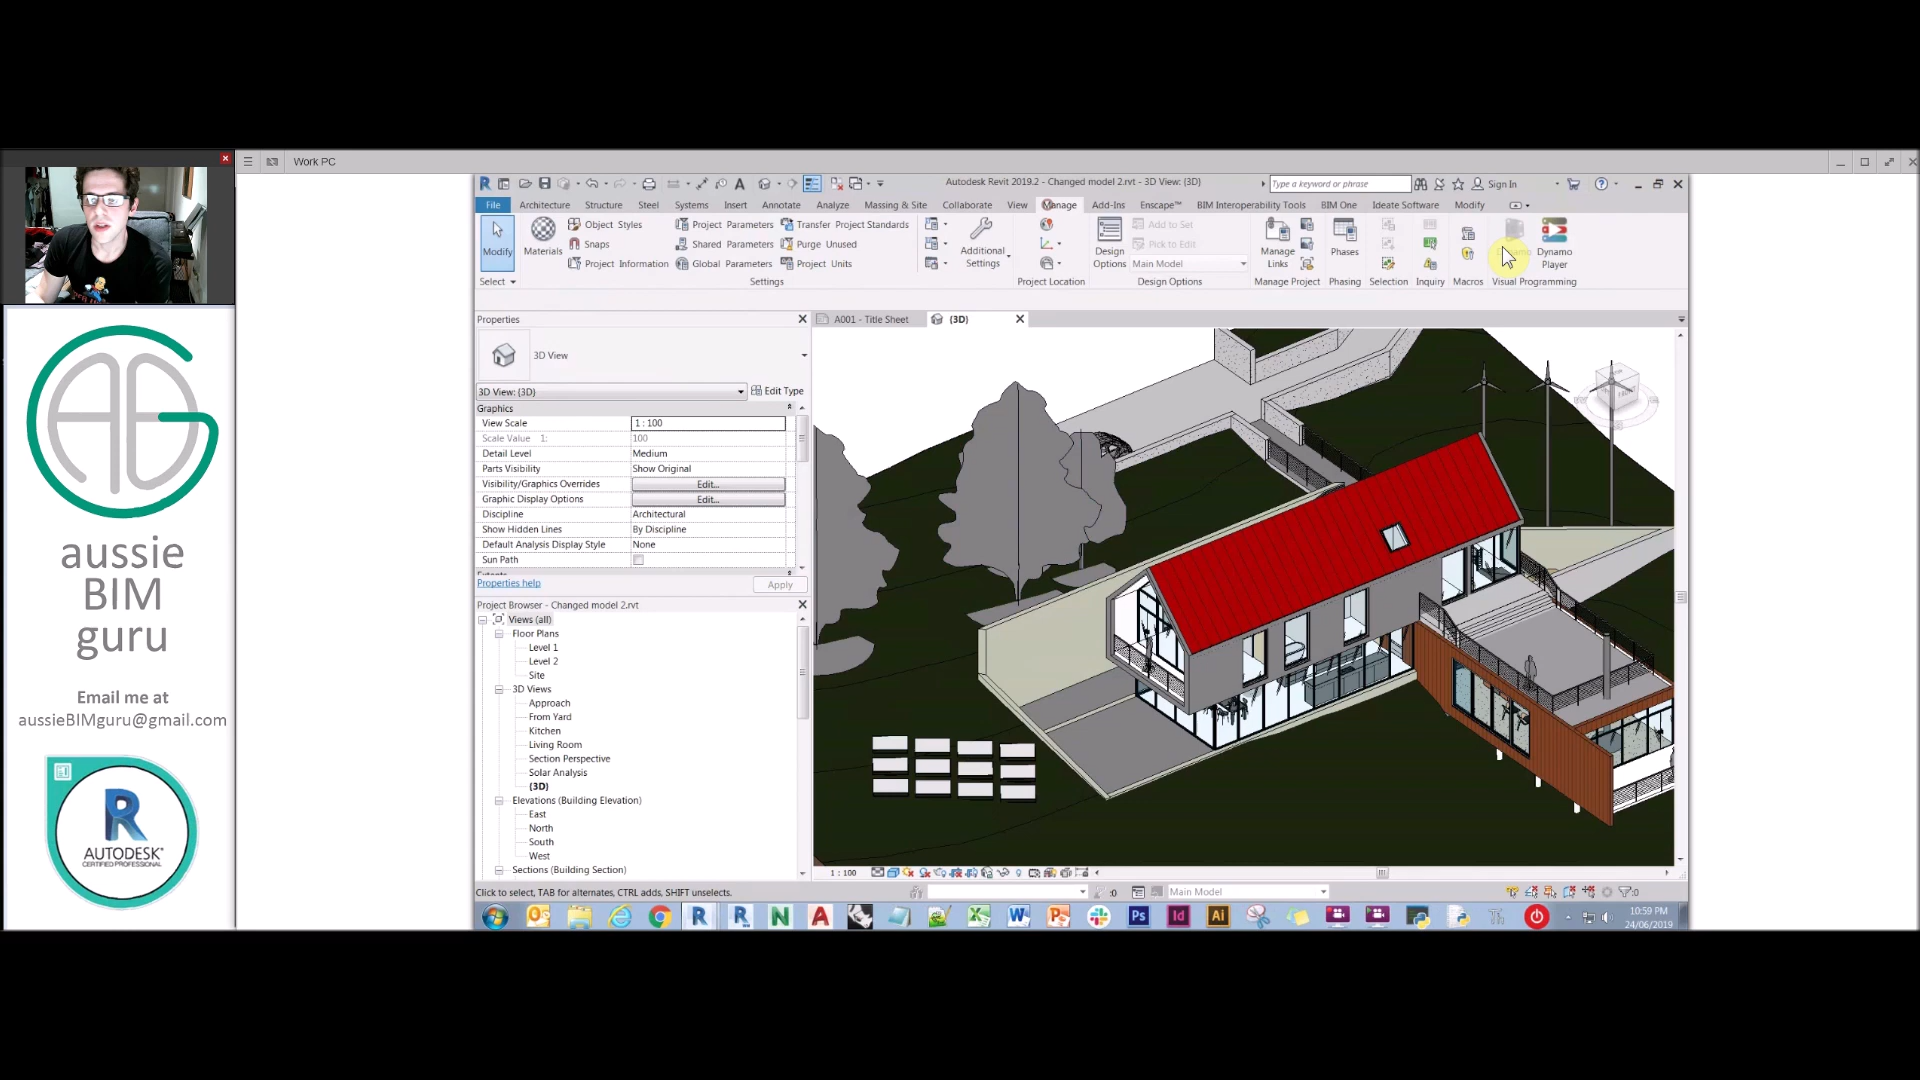 Work PC
Autodesk Revit 2019.2 - Changed model 2.rvt - 3D View: {3D}
Type a keyword or phrase
Sign In
File Architecture Structure Steel Systems Insert Annotate Analyze Massing & Site Collaborate View Manage Add-Ins Enscape™ BIM Interoperability Tools BIM One Ideate Software Modify
Modify
Materials
Object Styles
Snaps
Project Information
Project Parameters
Shared Parameters
Global Parameters
Transfer Project Standards
Purge Unused
Project Units
Additional
Settings
Design
Options
Add to Set
Pick to Edit
Main Model
Manage
Links
Phases
Dynamo
Player
Select
Settings
Project Location
Design Options
Manage Project
Phasing
Selection
Inquiry
Macros
Visual Programming
Properties
A001 - Title Sheet
{3D}
3D View
3D View: {3D}
Edit Type
Graphics
View Scale 1 : 100
Scale Value 1: 100
Detail Level Medium
Parts Visibility Show Original
Visibility/Graphics Overrides Edit...
Graphic Display Options Edit...
Discipline Architectural
Show Hidden Lines By Discipline
Default Analysis Display Style None
Sun Path
Extents
Properties help
Apply
Project Browser - Changed model 2.rvt
Views (all)
Floor Plans
Level 1
Level 2
Site
3D Views
Approach
From Yard
Kitchen
Living Room
Section Perspective
Solar Analysis
{3D}
Elevations (Building Elevation)
East
North
South
West
Sections (Building Section)
1 : 100
Click to select, TAB for alternates, CTRL adds, SHIFT unselects.
:0
Main Model
:0
Ps
Id
Ai
10:59 PM
24/06/2019
ABG
aussie
BIM
guru
Email me at
aussieBIMguru@gmail.com
R
AUTODESK
CERTIFIED PROFESSIONAL